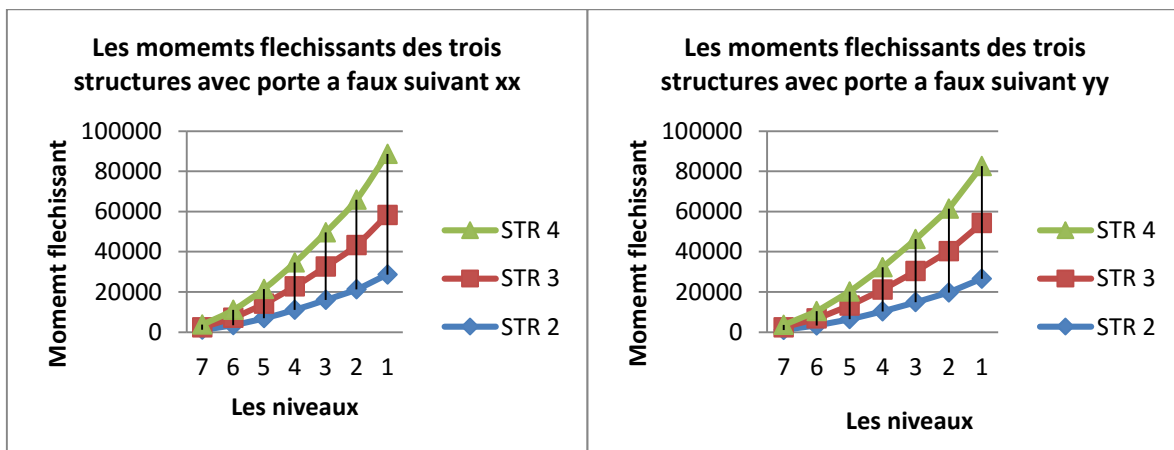 Les momemts flechissants des trois
structures avec porte a faux suivant xx
Momemt flechissant
100000
80000
60000
40000
20000
0
7 6 5 4 3 2 1
Les niveaux
STR 4
STR 3
STR 2
Les moments flechissants des trois
structures avec porte a faux suivant yy
Momemt flechissant
100000
80000
60000
40000
20000
0
7 6 5 4 3 2 1
Les niveaux
STR 4
STR 3
STR 2